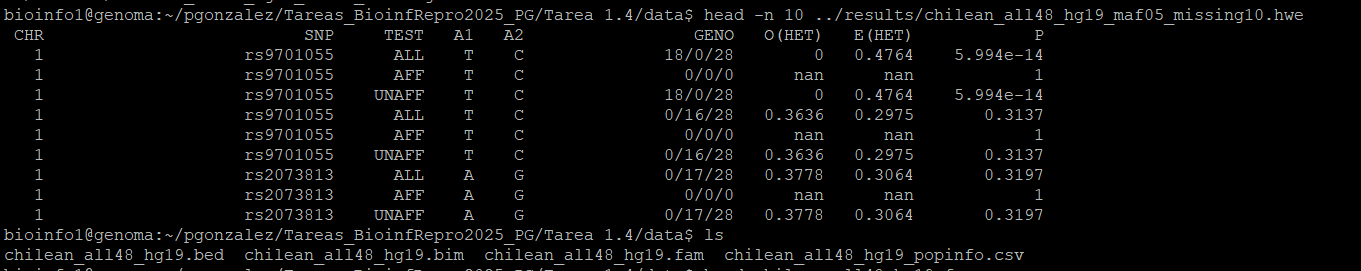 bioinfo1@genoma:~/pgonzalez/Tareas_BioinfRepro2025_PG/Tarea 1.4/data$ head -n 10 ../results/chilean_all48_hg19_maf05_missing10.hwe
CHR SNP TEST A1 A2 GENO O(HET) E(HET) P
1 rs9701055 ALL T C 18/0/28 0 0.4764 5.994e-14
1 rs9701055 AFF T C 0/0/0 nan nan 1
1 rs9701055 UNAFF T C 18/0/28 0 0.4764 5.994e-14
1 rs9701055 ALL T C 0/16/28 0.3636 0.2975 0.3137
1 rs9701055 AFF T C 0/0/0 nan nan 1
1 rs9701055 UNAFF T C 0/16/28 0.3636 0.2975 0.3137
1 rs2073813 ALL A G 0/17/28 0.3778 0.3064 0.3197
1 rs2073813 AFF A G 0/0/0 nan nan 1
1 rs2073813 UNAFF A G 0/17/28 0.3778 0.3064 0.3197
bioinfo1@genoma:~/pgonzalez/Tareas_BioinfRepro2025_PG/Tarea 1.4/data$ ls
chilean_all48_hg19.bed chilean_all48_hg19.bim chilean_all48_hg19.fam chilean_all48_hg19_popinfo.csv